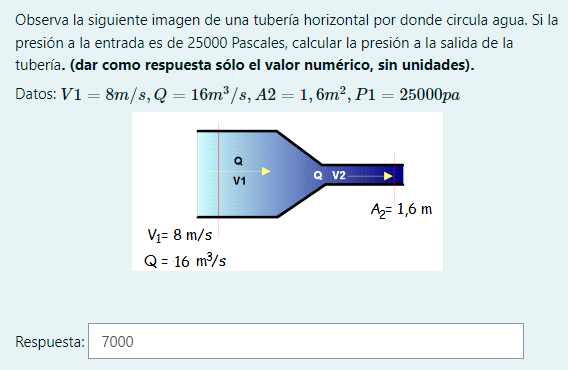 Observa la siguiente imagen de una tubería horizontal por donde circula agua. Si la
presión a la entrada es de 25000 Pascales, calcular la presión a la salida de la
tubería. (dar como respuesta sólo el valor numérico, sin unidades).
Datos: V1 = 8m/s, Q = 16m³/s, A2 = 1, 6m², P1 = 25000pa
Q
V1
Q V2
A₂= 1,6 m
V₁= 8 m/s
Q = 16 m³/s
Respuesta: 7000